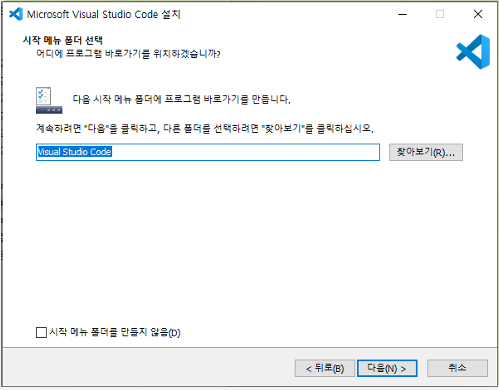 Microsoft Visual Studio Code 설치
시작 메뉴 폴더 선택
어디에 프로그램 바로가기를 위치하겠습니까?
다음 시작 메뉴 폴더에 프로그램 바로가기를 만듭니다.
계속하려면 "다음"을 클릭하고, 다른 폴더를 선택하려면 "찾아보기"를 클릭하십시오.
Visual Studio Code
찾아보기(R)...
시작 메뉴 폴더를 만들지 않음(D)
< 뒤로(B)
다음(N) >
취소